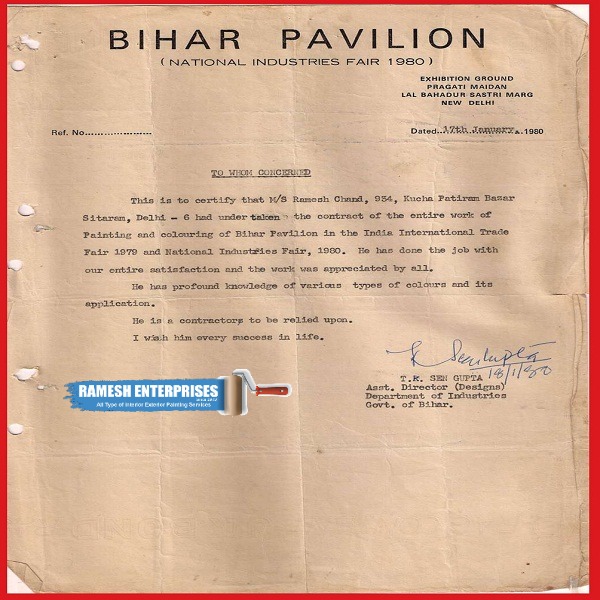 BIHAR PAVILION
( NATIONAL INDUSTRIES FAIR 1980 )
EXHIBITION GROUND
PRAGATI MAIDAN
LAL BAHADUR SASTRI MARG
NEW DELHI
Ref. No.....................
Dated..17th January..1980
TO WHOM CONCERNED
This is to certify that M/S Ramesh Chand, 934, Kucha Patiram Bazar
Sitaram, Delhi - 6 had under taken the contract of the entire work of
Painting and colouring of Bihar Pavilion in the India International Trade
Fair 1979 and National Industries Fair, 1980. He has done the job with
our entire satisfaction and the work was appreciated by all.
He has profound knowledge of various types of colours and its
application.
He is a contractors to be relied upon.
I wish him every success in life.
K Sengupta
18/1/80
T.K. SEN GUPTA
Asst. Director (Designs)
Department of Industries
Govt. of Bihar.
RAMESH ENTERPRISES
All Type of Interior Exterior Painting Services